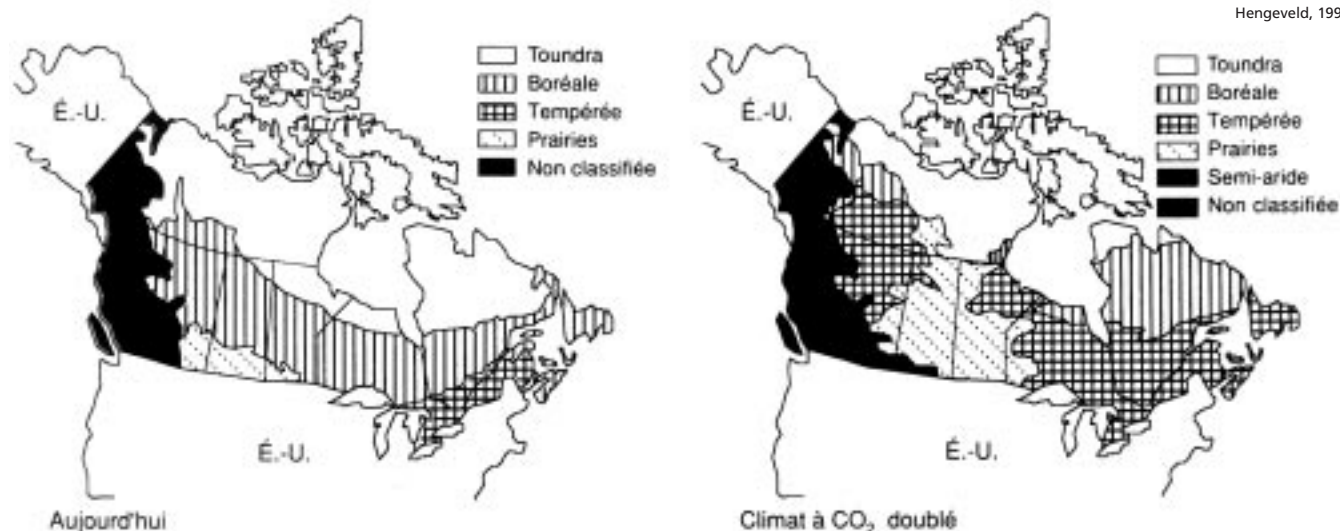 Hengeveld, 199
Toundra
Boréale
Tempérée
Prairies
Non classifiée
É.-U.
É.-U.
Aujourd'hui
Toundra
Boréale
Tempérée
Prairies
Semi-aride
Non classifiée
É.-U.
É.-U.
Climat à CO₂ doublé